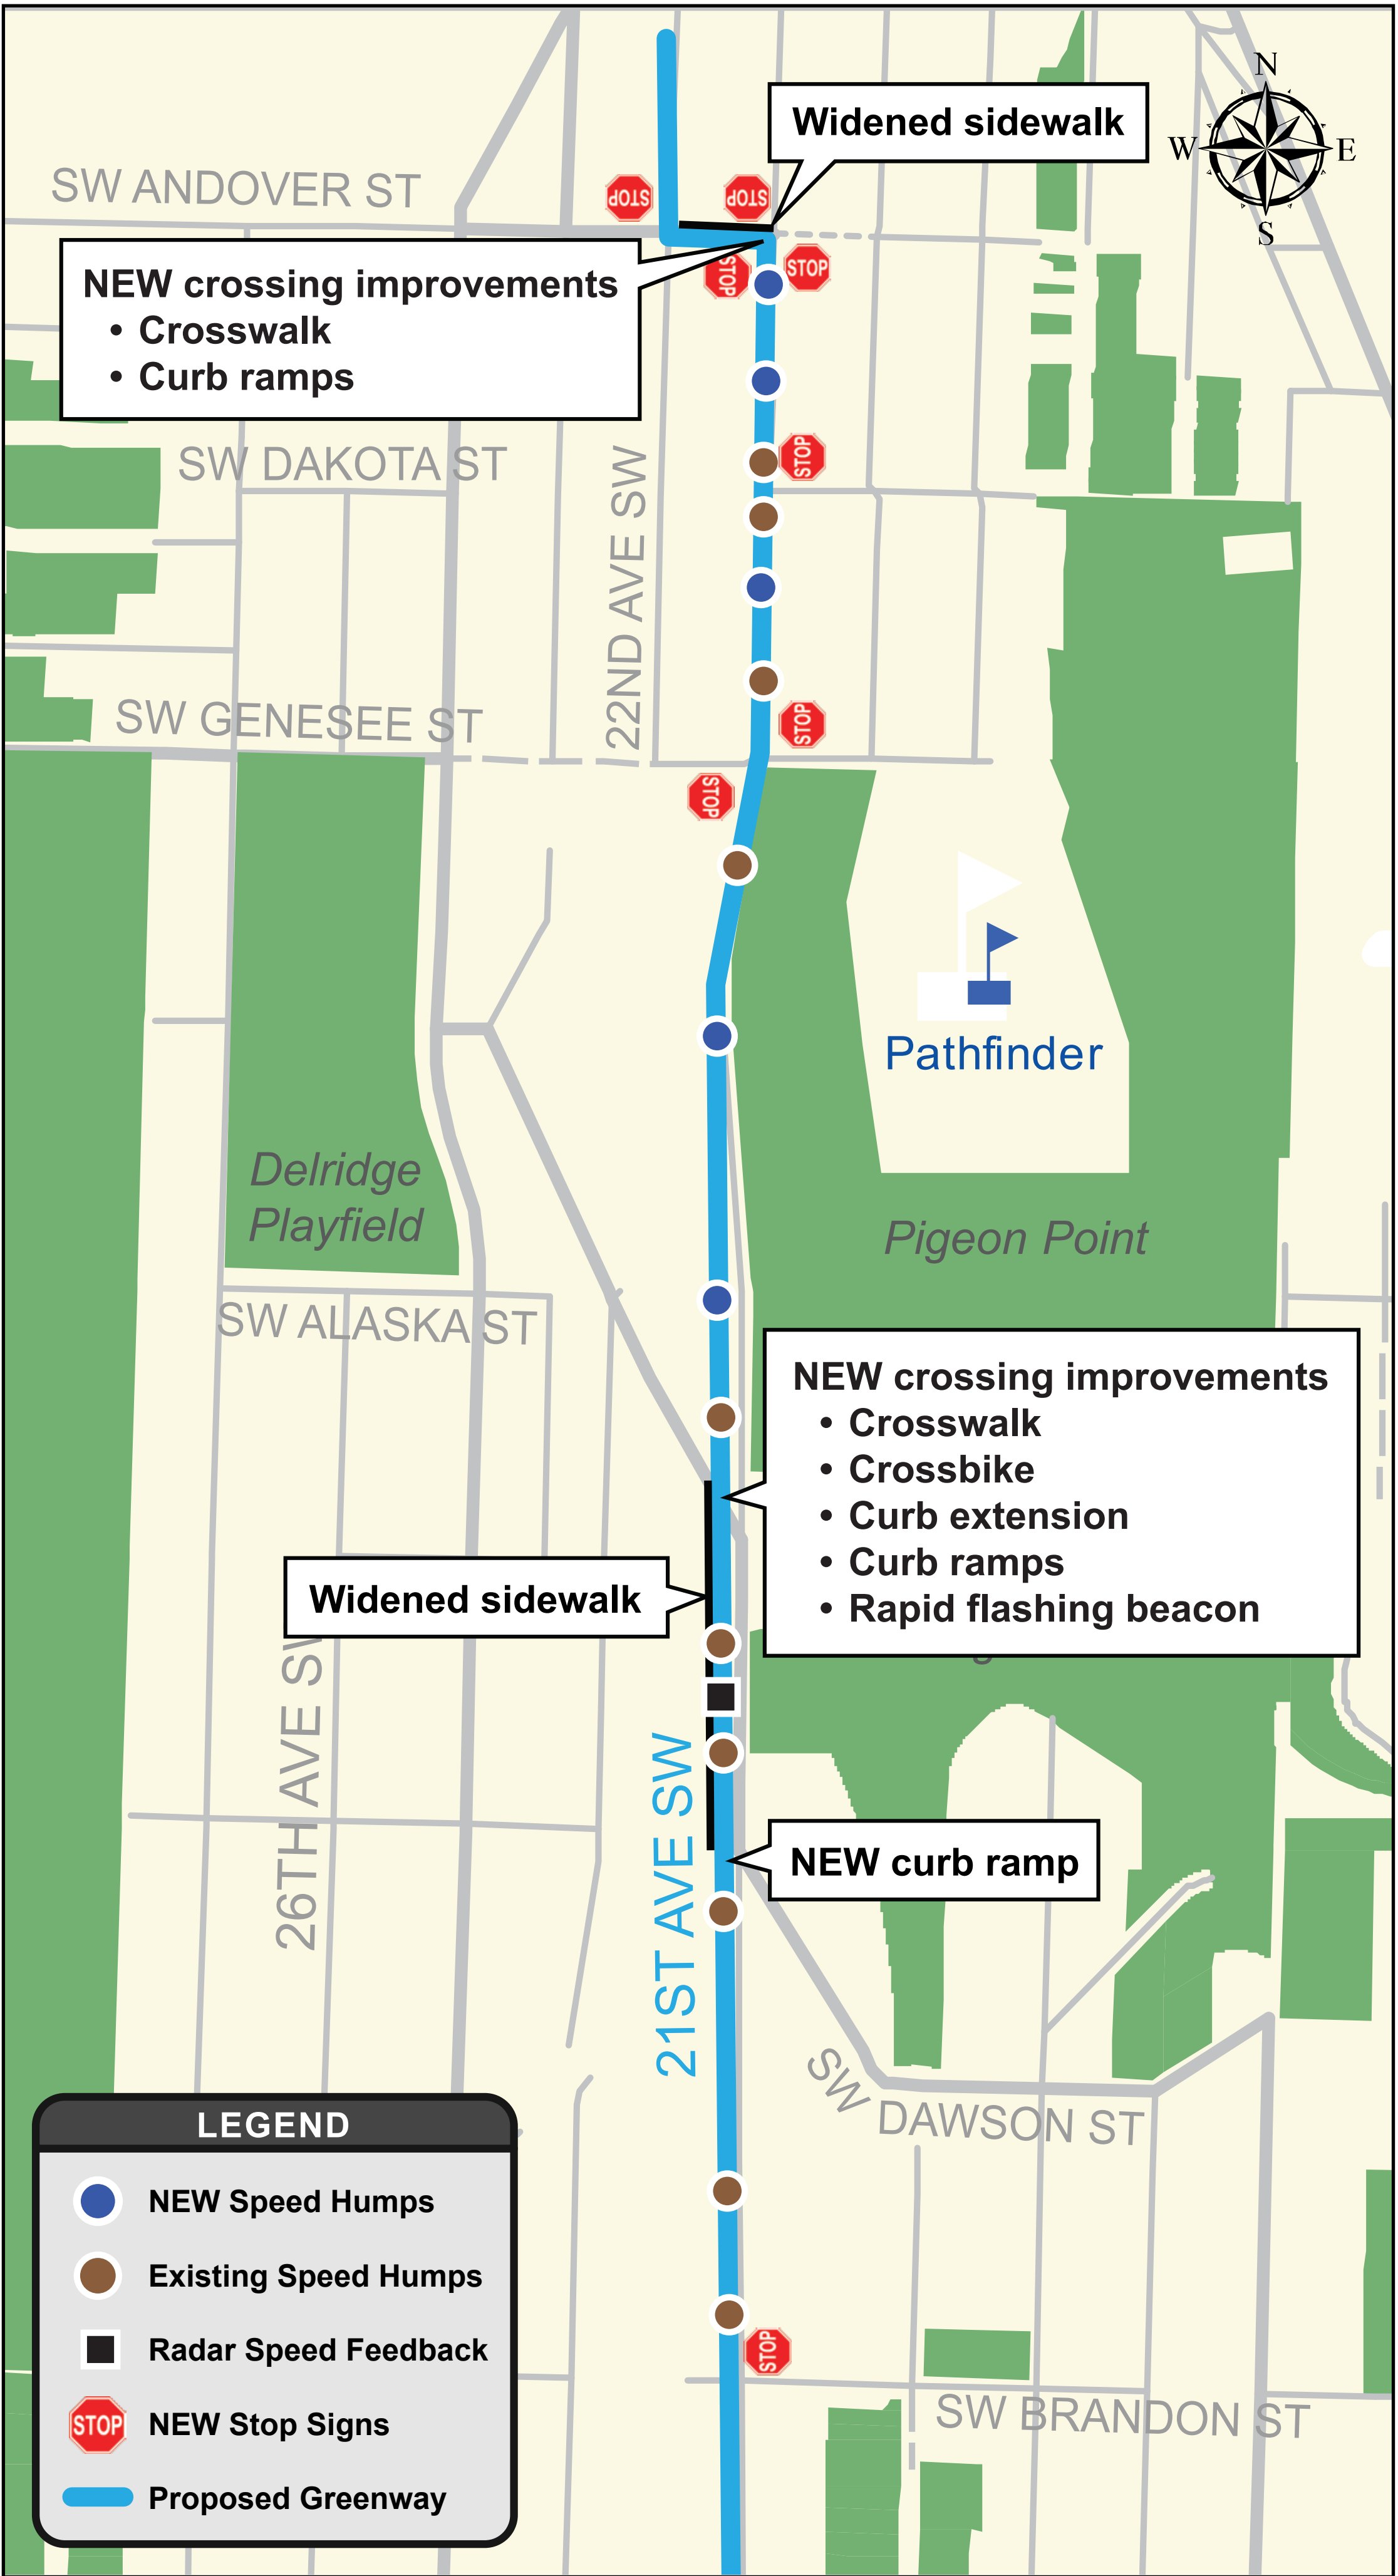 N
W
E
S
Widened sidewalk
SW ANDOVER ST
STOP
STOP
STOP
STOP
NEW crossing improvements
• Crosswalk
• Curb ramps
SW DAKOTA ST
STOP
22ND AVE SW
SW GENESEE ST
STOP
STOP
Pathfinder
Delridge
Playfield
Pigeon Point
SW ALASKA ST
NEW crossing improvements
• Crosswalk
• Crossbike
• Curb extension
• Curb ramps
• Rapid flashing beacon
Widened sidewalk
26TH AVE SW
21ST AVE SW
NEW curb ramp
SW DAWSON ST
STOP
SW BRANDON ST
LEGEND
NEW Speed Humps
Existing Speed Humps
Radar Speed Feedback
STOP
NEW Stop Signs
Proposed Greenway